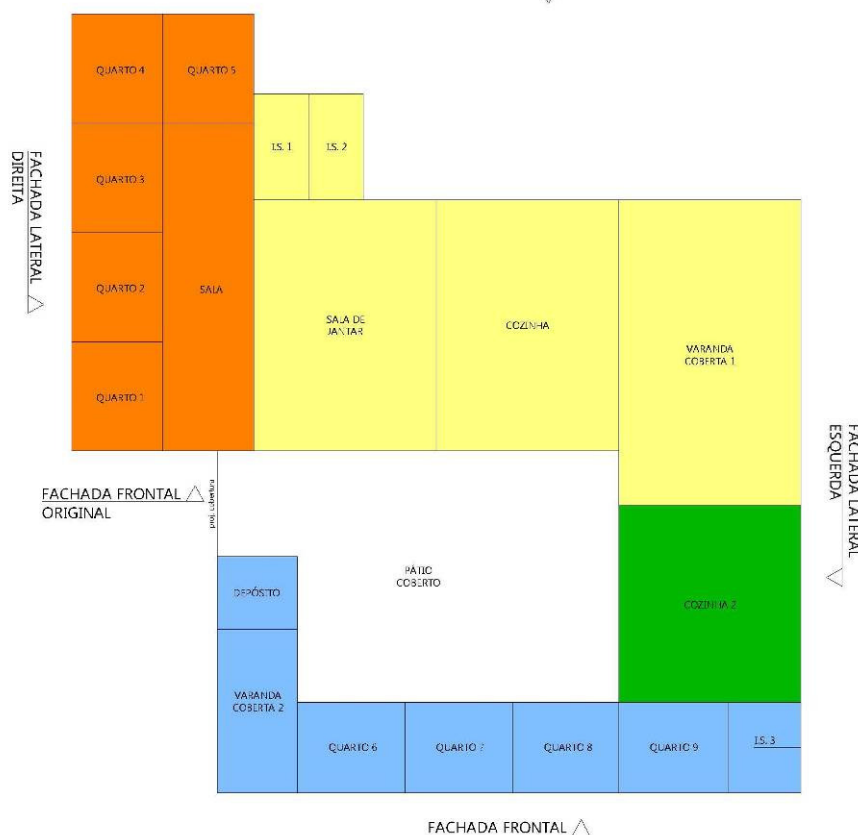 QUARTO 4
QUARTO 5
I.S. 1
I.S. 2
QUARTO 3
FACHADA LATERAL
DIREITA
QUARTO 2
SALA
SALA DE
JANTAR
COZINHA
VARANDA
COBERTA 1
QUARTO 1
FACHADA FRONTAL
ORIGINAL
proj. cobertura
FACHADA LATERAL
ESQUERDA
PÁTIO
COBERTO
DEPÓSITO
COZINHA 2
VARANDA
COBERTA 2
QUARTO 6
QUARTO 7
QUARTO 8
QUARTO 9
I.S. 3
FACHADA FRONTAL